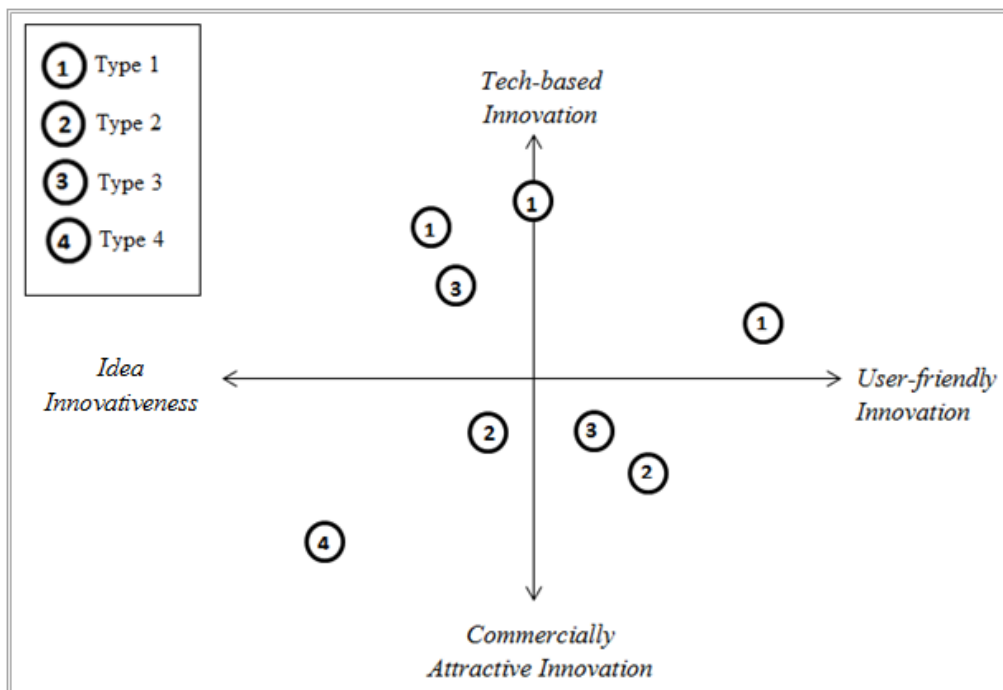 1 Type 1
2 Type 2
3 Type 3
4 Type 4
Tech-based
Innovation
1
1
3
1
Idea
Innovativeness
User-friendly
Innovation
2
3
2
4
Commercially
Attractive Innovation